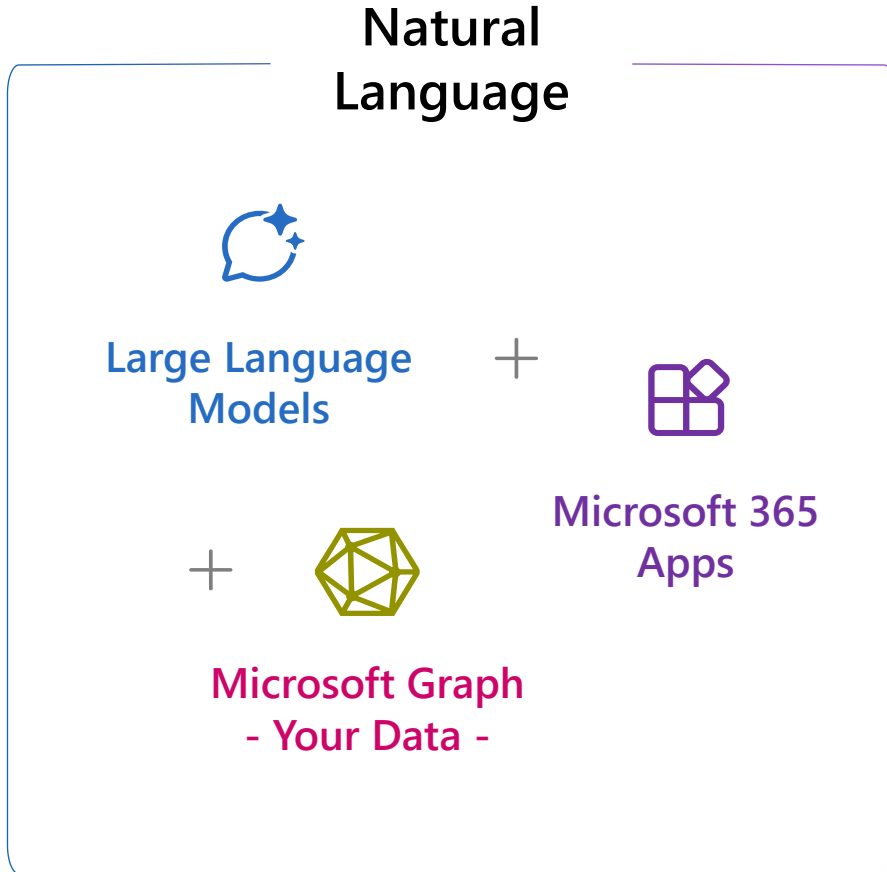 Natural
Language
Large Language
Models
Microsoft 365
Apps
Microsoft Graph
- Your Data -